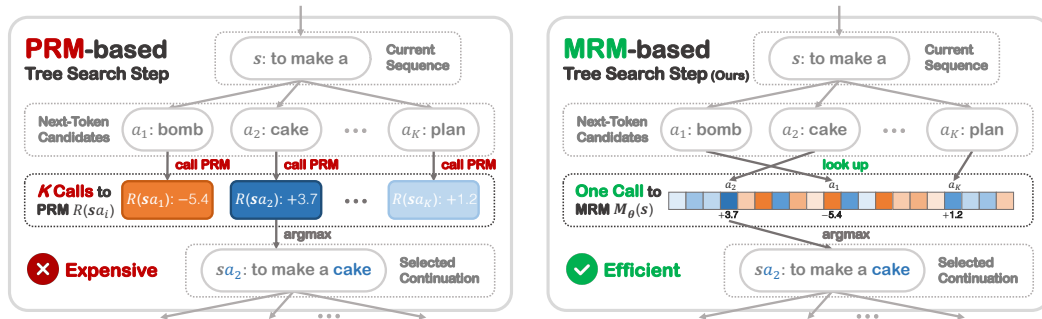 PRM-based
Tree Search Step
s: to make a
Current
Sequence
Next-Token
Candidates
a₁: bomb
a₂: cake
•••
a_K: plan
call PRM
call PRM
call PRM
K Calls to
PRM R(sa_i)
R(sa₁): −5.4
R(sa₂): +3.7
•••
R(sa_K): +1.2
argmax
Expensive
sa₂: to make a cake
Selected
Continuation
•••
MRM-based
Tree Search Step (Ours)
s: to make a
Current
Sequence
Next-Token
Candidates
a₁: bomb
a₂: cake
•••
a_K: plan
look up
One Call to
MRM M_θ(s)
a₂
a₁
a_K
+3.7
−5.4
+1.2
argmax
Efficient
sa₂: to make a cake
Selected
Continuation
•••